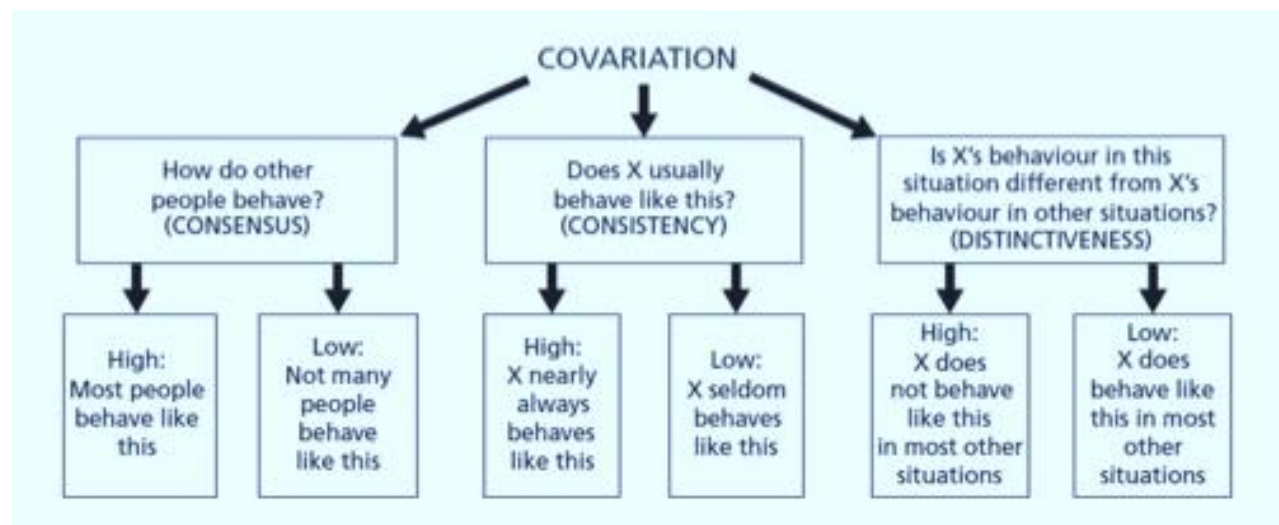 COVARIATION
How do other
people behave?
(CONSENSUS)
Does X usually
behave like this?
(CONSISTENCY)
Is X's behaviour in this
situation different from X's
behaviour in other situations?
(DISTINCTIVENESS)
High:
Most people
behave like
this
Low:
Not many
people
behave
like this
High:
X nearly
always
behaves
like this
Low:
X seldom
behaves
like this
High:
X does
not behave
like this
in most other
situations
Low:
X does
behave like
this in most
other
situations